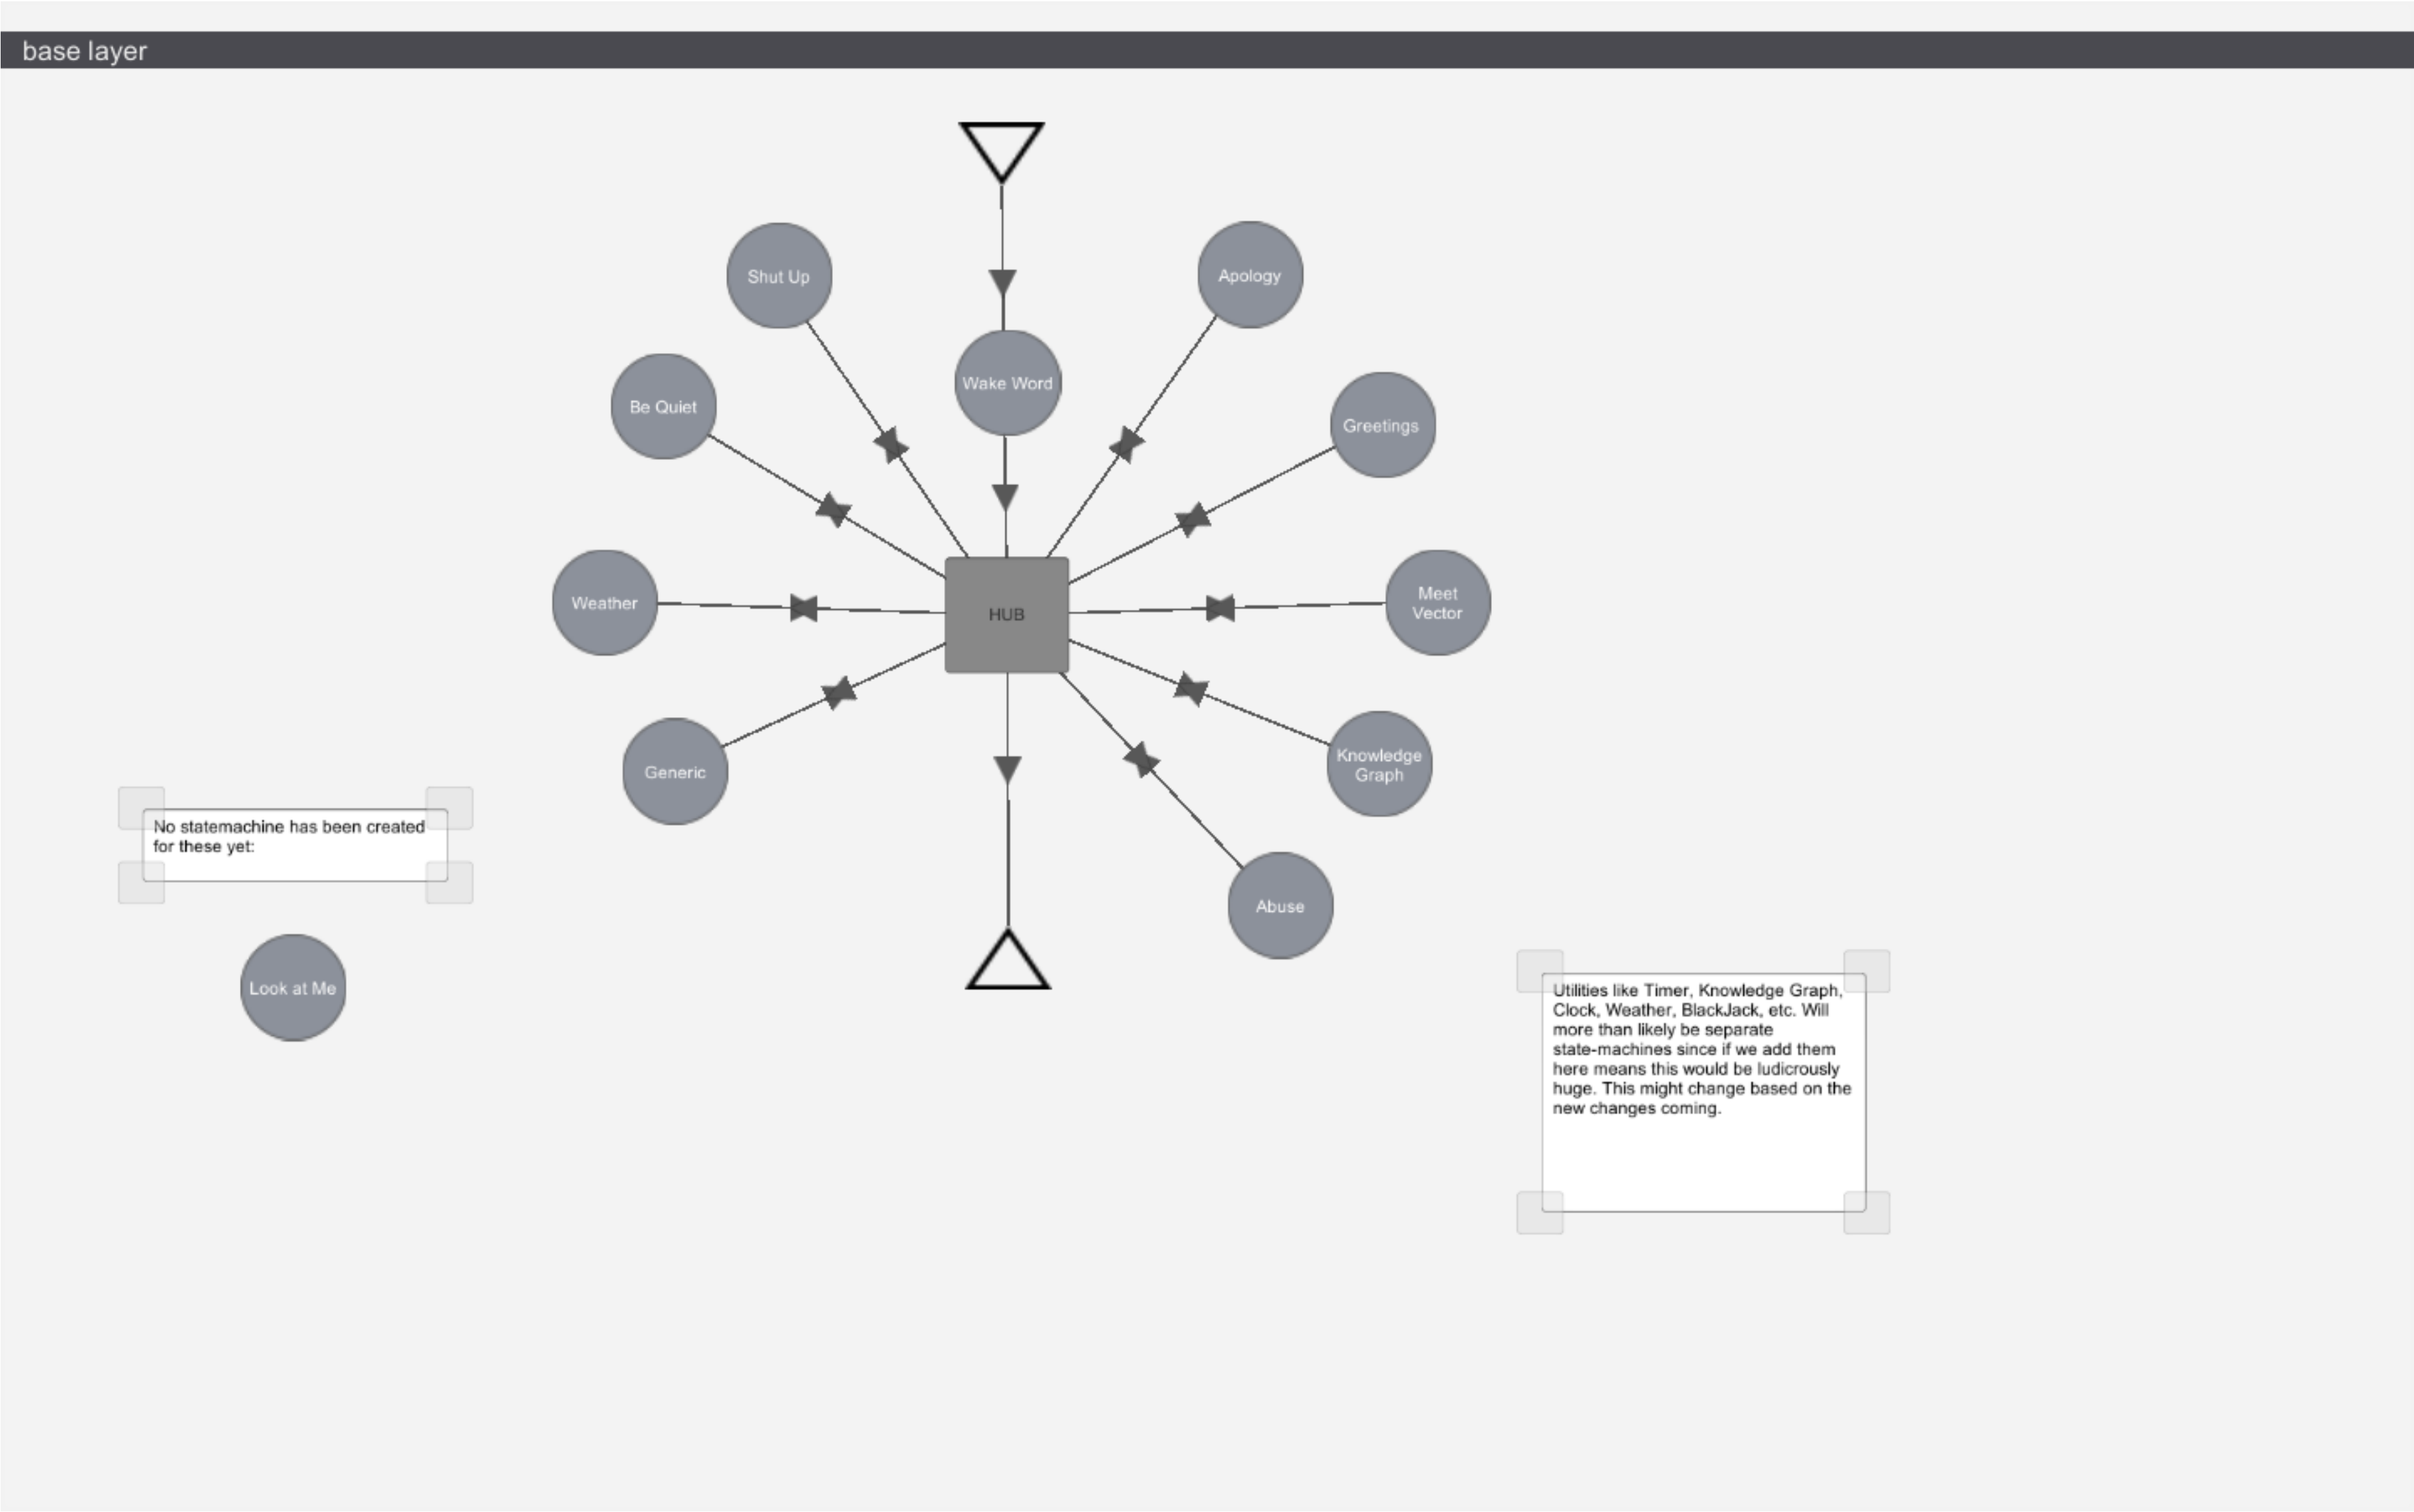 base layer
Shut Up
Apology
Wake Word
Be Quiet
Greetings
Weather
HUB
Meet
Vector
Knowledge
Graph
Generic
No statemachine has been created
for these yet:
Abuse
Look at Me
Utilities like Timer, Knowledge Graph,
Clock, Weather, BlackJack, etc. Will
more than likely be separate
state-machines since if we add them
here means this would be ludicrously
huge. This might change based on the
new changes coming.